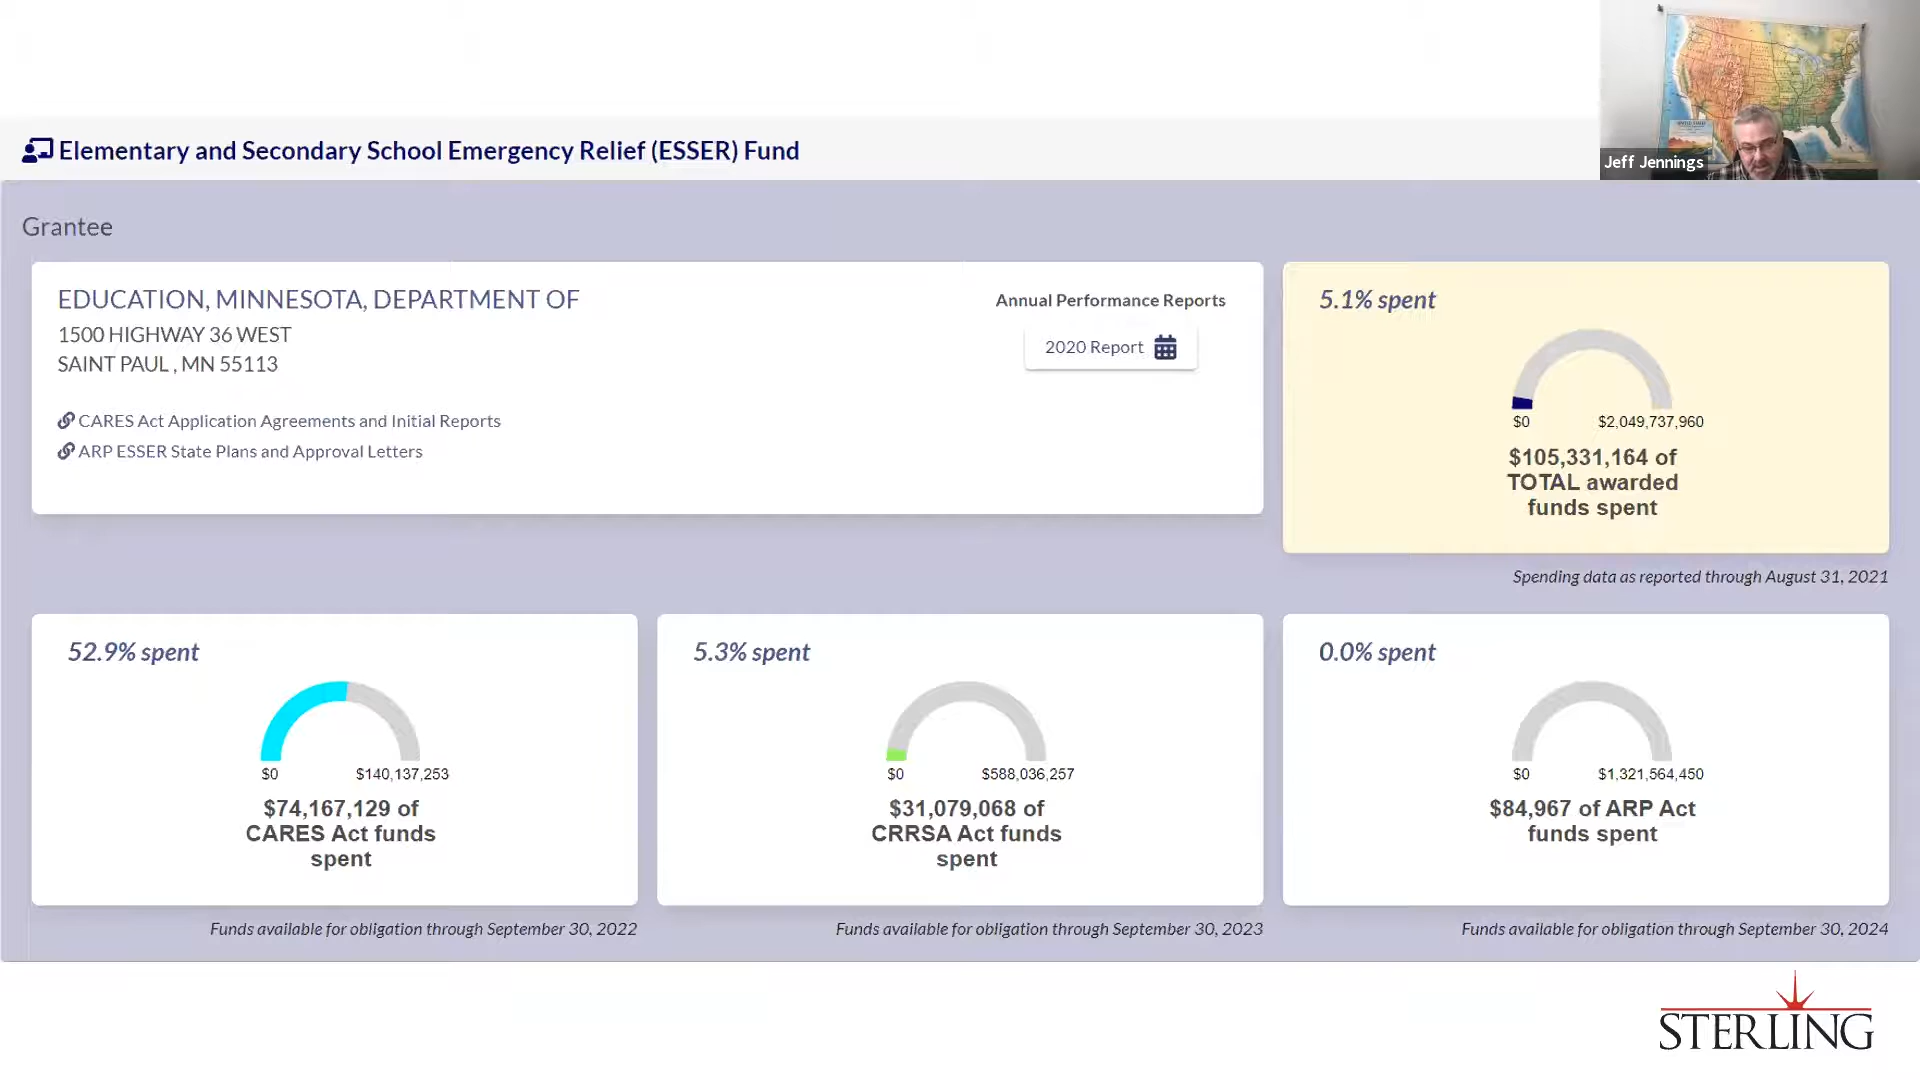 Jeff Jennings
Elementary and Secondary School Emergency Relief (ESSER) Fund
Grantee
EDUCATION, MINNESOTA, DEPARTMENT OF
1500 HIGHWAY 36 WEST
SAINT PAUL , MN 55113
CARES Act Application Agreements and Initial Reports
ARP ESSER State Plans and Approval Letters
Annual Performance Reports
2020 Report
5.1% spent
$0
$2,049,737,960
$105,331,164 of
TOTAL awarded
funds spent
Spending data as reported through August 31, 2021
52.9% spent
$0
$140,137,253
$74,167,129 of
CARES Act funds
spent
Funds available for obligation through September 30, 2022
5.3% spent
$0
$588,036,257
$31,079,068 of
CRRSA Act funds
spent
Funds available for obligation through September 30, 2023
0.0% spent
$0
$1,321,564,450
$84,967 of ARP Act
funds spent
Funds available for obligation through September 30, 2024
STERLING